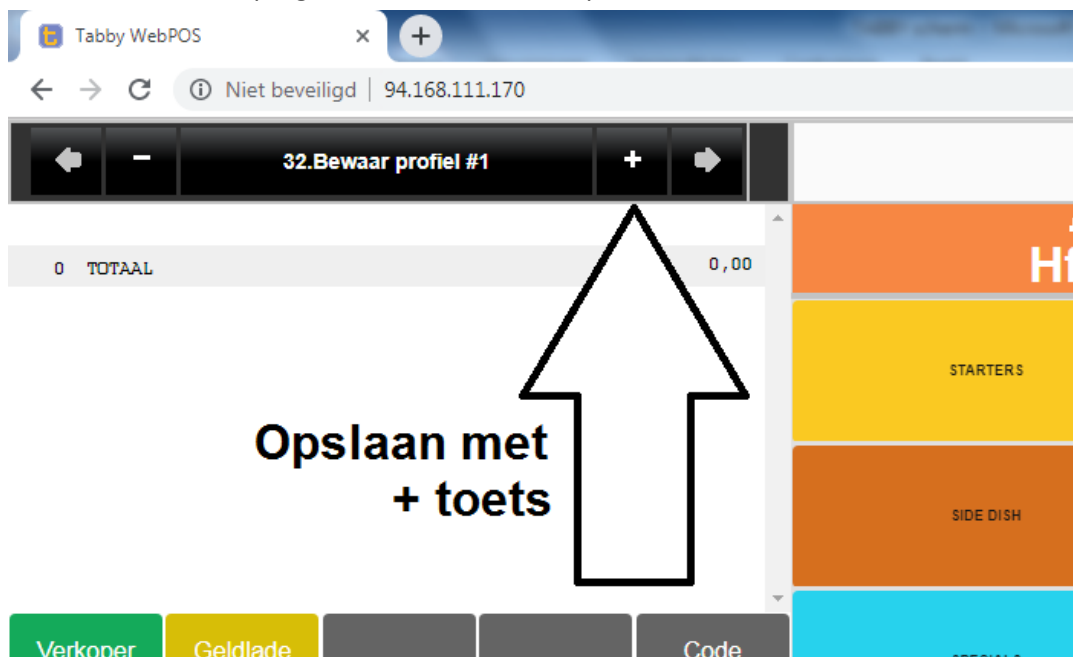 Tabby WebPOS
Niet beveiligd | 94.168.111.170
32.Bewaar profiel #1
0 TOTAAL 0,00
STARTERS
Opslaan met
+ toets
SIDE DISH
Verkoper Geldlade Code